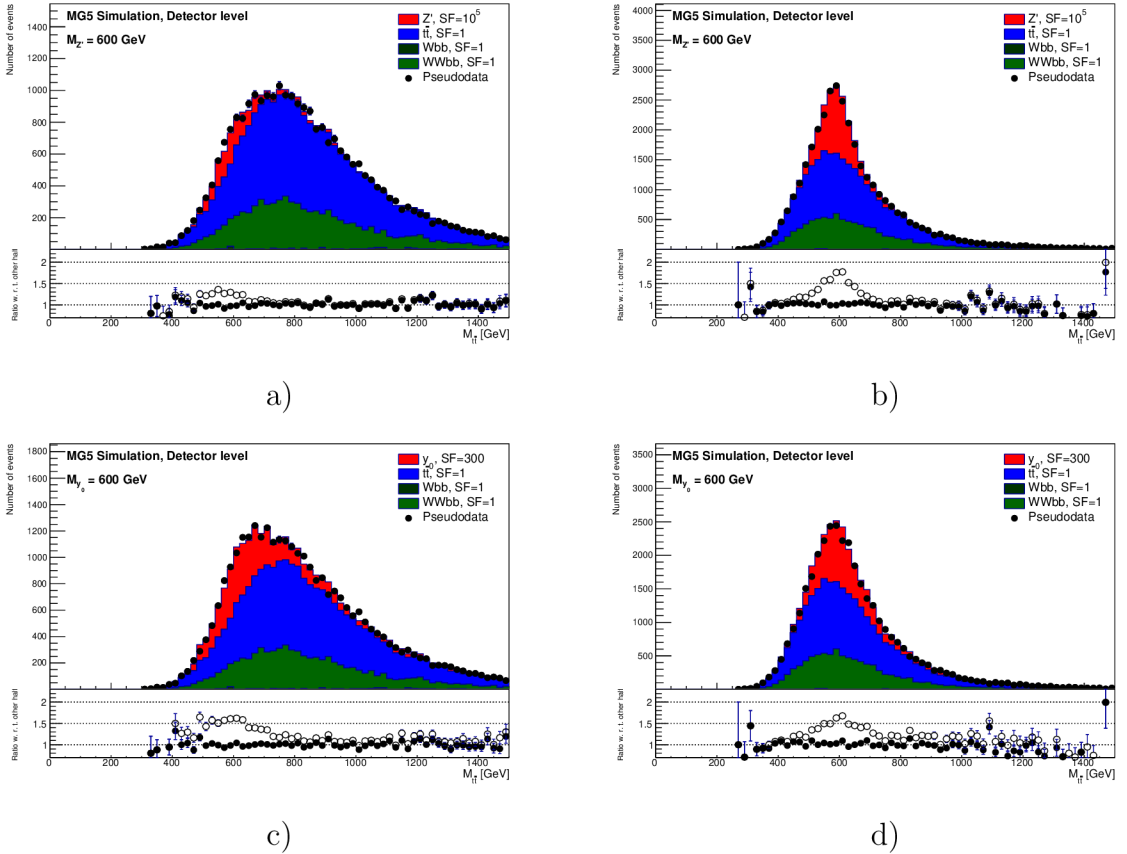 MG5 Simulation, Detector level
M_Z' = 600 GeV
Z', SF=10^5
tt̄, SF=1
Wbb, SF=1
WWbb, SF=1
Pseudodata
Number of events
1400
1200
1000
800
600
400
200
Ratio w. r. t. other hall
2
1.5
1
0 200 400 600 800 1000 1200 1400
M_tt̄ [GeV]
a)
MG5 Simulation, Detector level
M_Z' = 600 GeV
Z', SF=10^5
tt̄, SF=1
Wbb, SF=1
WWbb, SF=1
Pseudodata
Number of events
4000
3500
3000
2500
2000
1500
1000
500
Ratio w. r. t. other hall
2
1.5
1
0 200 400 600 800 1000 1200 1400
M_tt̄ [GeV]
b)
MG5 Simulation, Detector level
M_y_0 = 600 GeV
y_0, SF=300
tt̄, SF=1
Wbb, SF=1
WWbb, SF=1
Pseudodata
Number of events
1800
1600
1400
1200
1000
800
600
400
200
Ratio w. r. t. other hall
2
1.5
1
0 200 400 600 800 1000 1200 1400
M_tt̄ [GeV]
c)
MG5 Simulation, Detector level
M_y_0 = 600 GeV
y_0, SF=300
tt̄, SF=1
Wbb, SF=1
WWbb, SF=1
Pseudodata
Number of events
3500
3000
2500
2000
1500
1000
500
Ratio w. r. t. other hall
2
1.5
1
0 200 400 600 800 1000 1200 1400
M_tt̄ [GeV]
d)